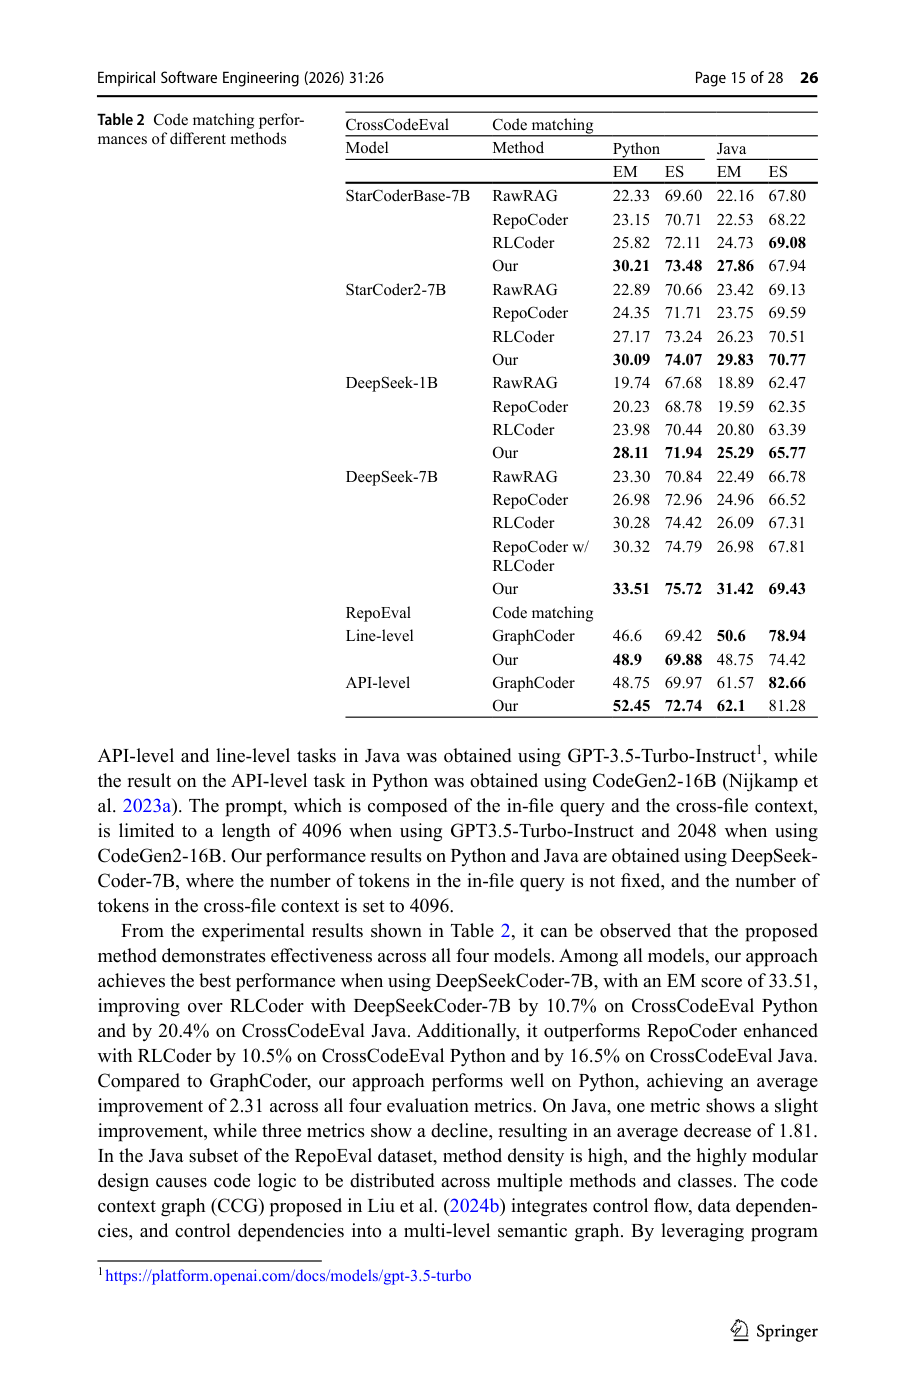 Empirical Software Engineering (2026) 31:26 Page 15 of 28 26
Table 2 Code matching perfor-
mances of different methods
CrossCodeEval Code matching
Model Method Python Java
EM ES EM ES
StarCoderBase-7B RawRAG 22.33 69.60 22.16 67.80
RepoCoder 23.15 70.71 22.53 68.22
RLCoder 25.82 72.11 24.73 69.08
Our 30.21 73.48 27.86 67.94
StarCoder2-7B RawRAG 22.89 70.66 23.42 69.13
RepoCoder 24.35 71.71 23.75 69.59
RLCoder 27.17 73.24 26.23 70.51
Our 30.09 74.07 29.83 70.77
DeepSeek-1B RawRAG 19.74 67.68 18.89 62.47
RepoCoder 20.23 68.78 19.59 62.35
RLCoder 23.98 70.44 20.80 63.39
Our 28.11 71.94 25.29 65.77
DeepSeek-7B RawRAG 23.30 70.84 22.49 66.78
RepoCoder 26.98 72.96 24.96 66.52
RLCoder 30.28 74.42 26.09 67.31
RepoCoder w/ 30.32 74.79 26.98 67.81
RLCoder
Our 33.51 75.72 31.42 69.43
RepoEval Code matching
Line-level GraphCoder 46.6 69.42 50.6 78.94
Our 48.9 69.88 48.75 74.42
API-level GraphCoder 48.75 69.97 61.57 82.66
Our 52.45 72.74 62.1 81.28
API-level and line-level tasks in Java was obtained using GPT-3.5-Turbo-Instruct1, while
the result on the API-level task in Python was obtained using CodeGen2-16B (Nijkamp et
al. 2023a). The prompt, which is composed of the in-file query and the cross-file context,
is limited to a length of 4096 when using GPT3.5-Turbo-Instruct and 2048 when using
CodeGen2-16B. Our performance results on Python and Java are obtained using DeepSeek-
Coder-7B, where the number of tokens in the in-file query is not fixed, and the number of
tokens in the cross-file context is set to 4096.
From the experimental results shown in Table 2, it can be observed that the proposed
method demonstrates effectiveness across all four models. Among all models, our approach
achieves the best performance when using DeepSeekCoder-7B, with an EM score of 33.51,
improving over RLCoder with DeepSeekCoder-7B by 10.7% on CrossCodeEval Python
and by 20.4% on CrossCodeEval Java. Additionally, it outperforms RepoCoder enhanced
with RLCoder by 10.5% on CrossCodeEval Python and by 16.5% on CrossCodeEval Java.
Compared to GraphCoder, our approach performs well on Python, achieving an average
improvement of 2.31 across all four evaluation metrics. On Java, one metric shows a slight
improvement, while three metrics show a decline, resulting in an average decrease of 1.81.
In the Java subset of the RepoEval dataset, method density is high, and the highly modular
design causes code logic to be distributed across multiple methods and classes. The code
context graph (CCG) proposed in Liu et al. (2024b) integrates control flow, data dependen-
cies, and control dependencies into a multi-level semantic graph. By leveraging program
1 https://platform.openai.com/docs/models/gpt-3.5-turbo
Springer